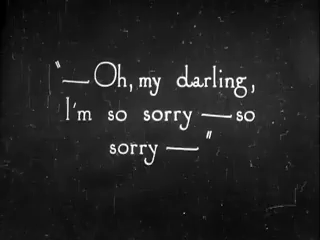 "—Oh, my darling,
I'm so sorry — so
sorry —"